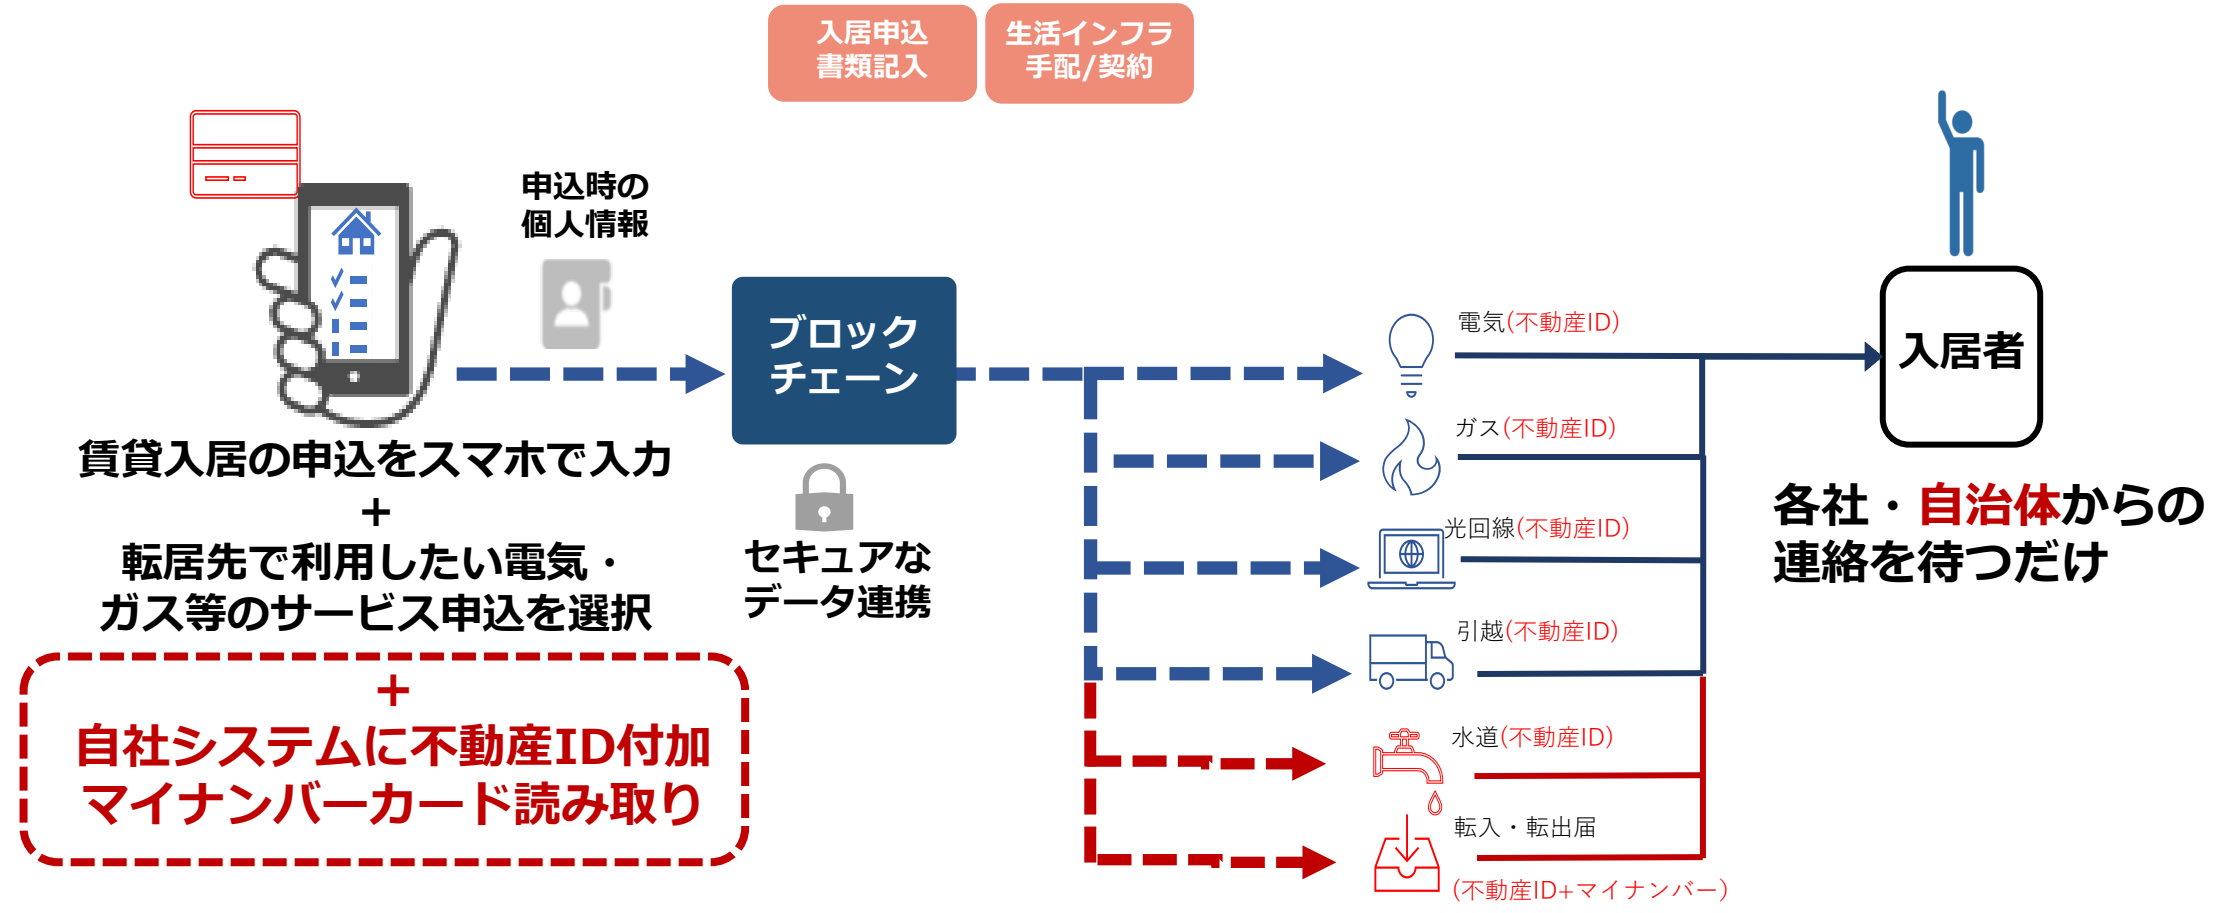 入居申込
書類記入
生活インフラ
手配/契約
申込時の
個人情報
ブロック
チェーン
セキュアな
データ連携
賃貸入居の申込をスマホで入力
+
転居先で利用したい電気・
ガス等のサービス申込を選択
+
自社システムに不動産ID付加
マイナンバーカード読み取り
電気(不動産ID)
ガス(不動産ID)
光回線(不動産ID)
引越(不動産ID)
水道(不動産ID)
転入・転出届
(不動産ID+マイナンバー)
入居者
各社・自治体からの
連絡を待つだけ